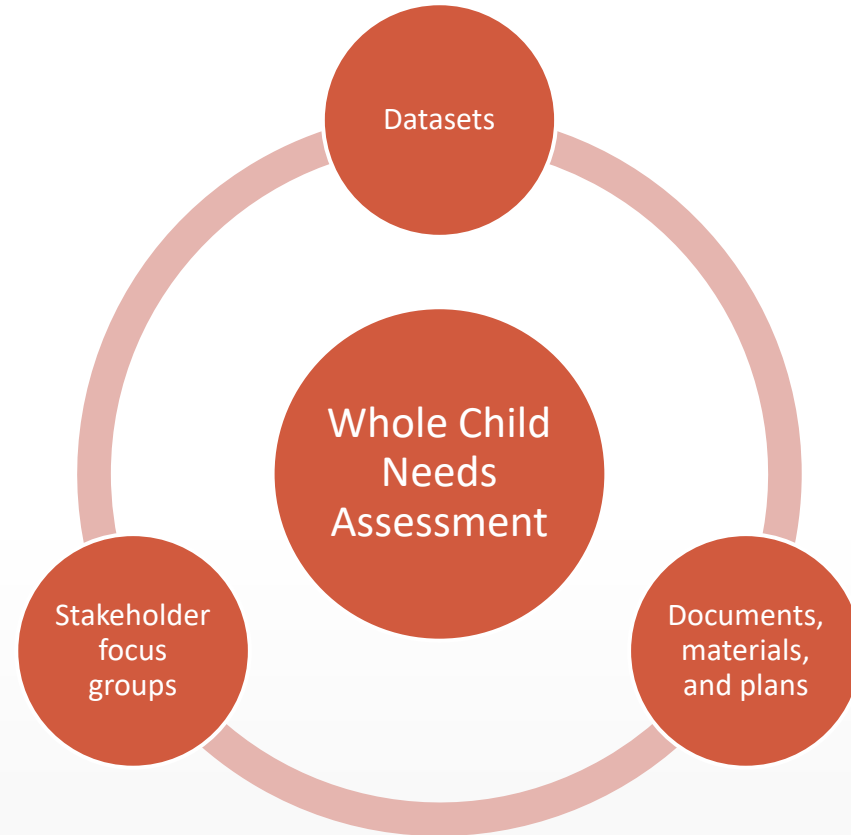 Datasets
Whole Child
Needs
Assessment
Stakeholder
focus
groups
Documents,
materials,
and plans